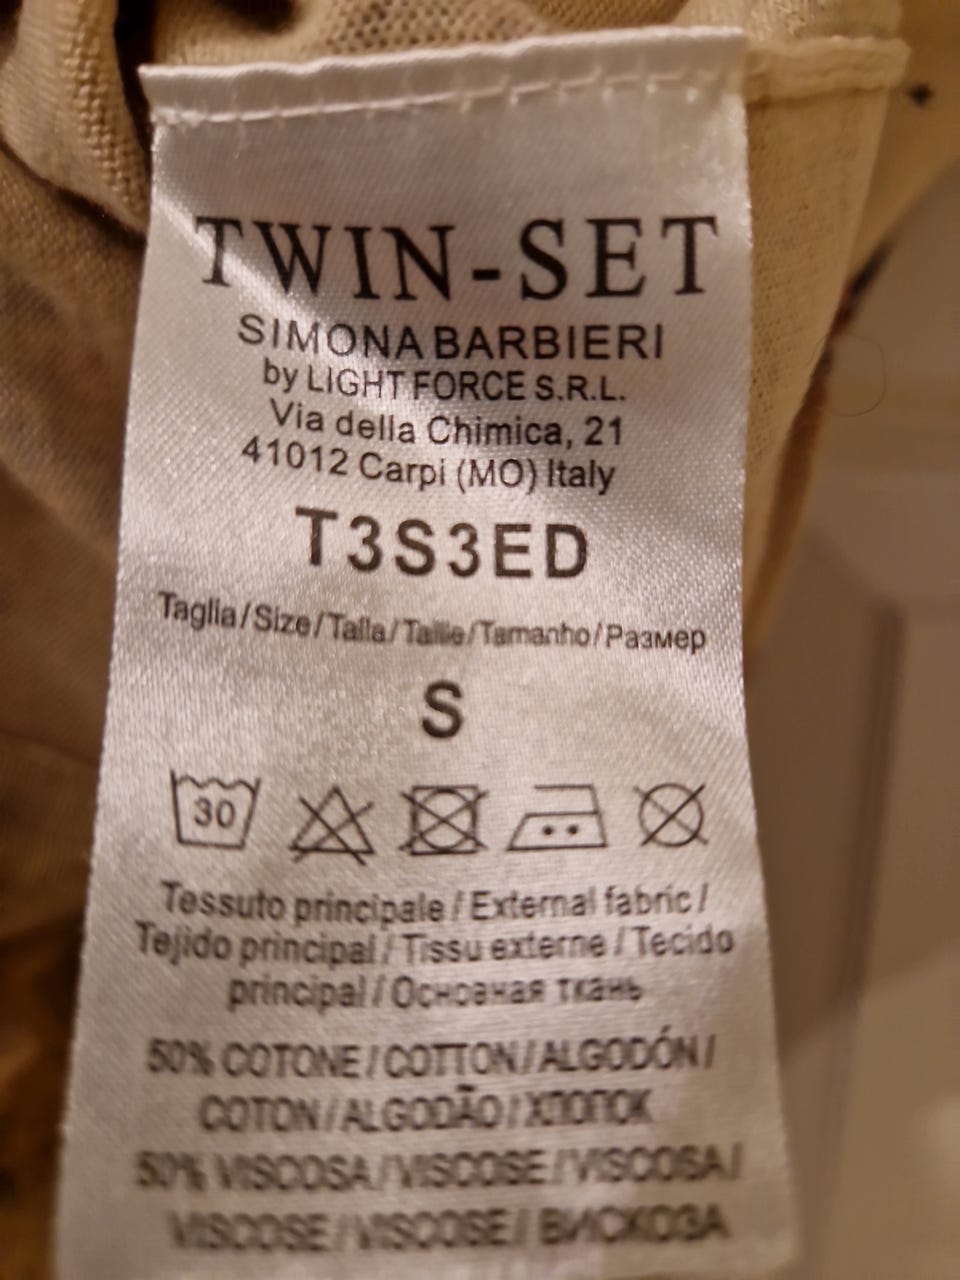 TWIN-SET
SIMONA BARBIERI
by LIGHT FORCE S.R.L.
Via della Chimica, 21
41012 Carpi (MO) Italy
T3S3ED
Taglia/Size/Talla/Taille/Tamanho/Размер
S
30
Tessuto principale / External fabric /
Tejido principal / Tissu externe / Tecido
principal / Основная ткань
50% COTONE / COTTON / ALGODÓN /
COTON / ALGODÃO / ХЛОПОК
50% VISCOSA / VISCOSE / VISCOSA /
VISCOSE / VISCOSE / ВИСКОЗА